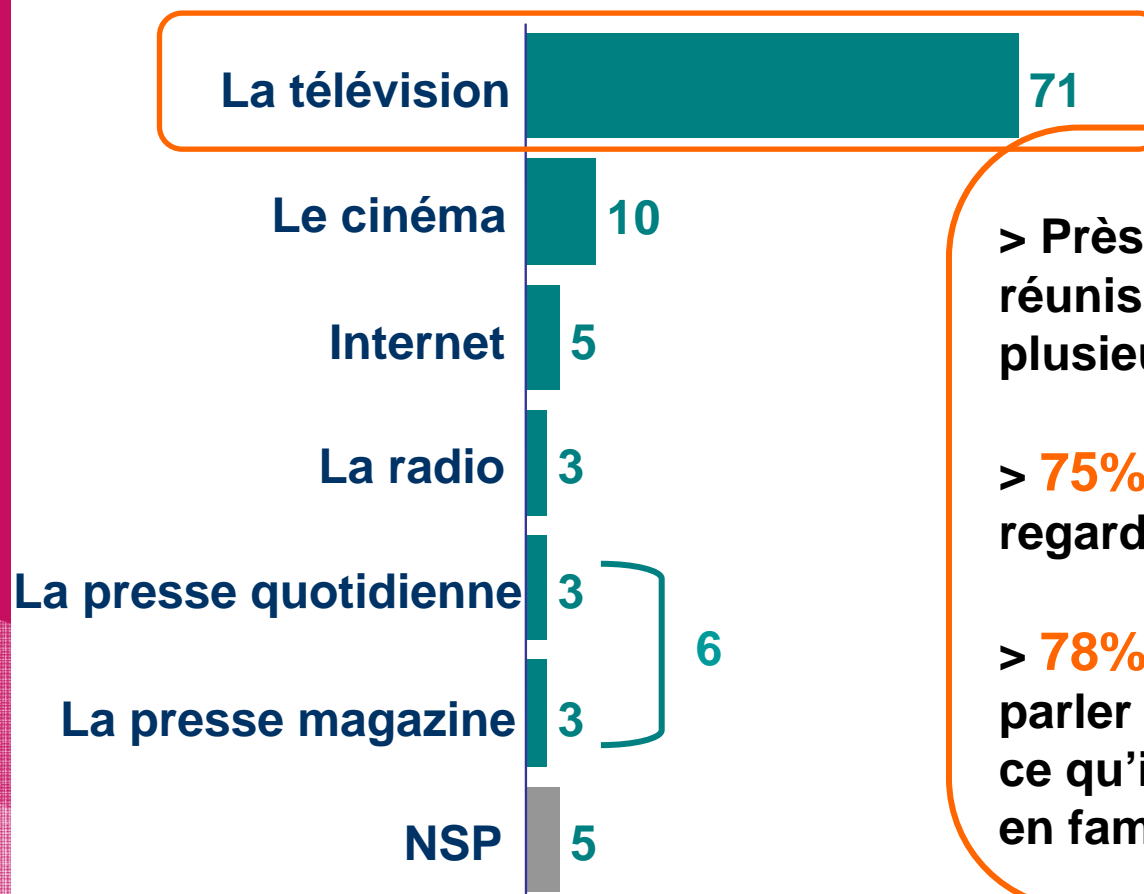 La télévision 71
Le cinéma 10
Internet 5
La radio 3
La presse quotidienne 3
La presse magazine 3
6
NSP 5
> Près
réunis
plusieu
> 75%
regard
> 78%
parler
ce qu’i
en fam